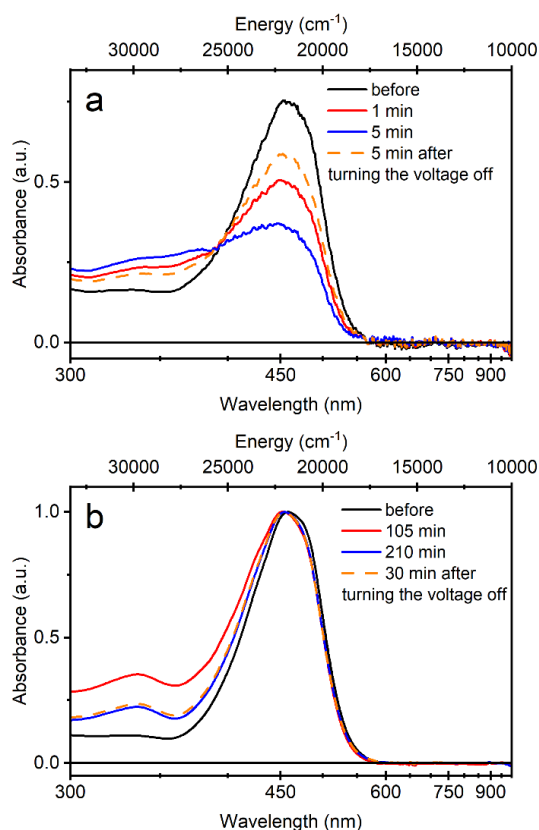 Energy (cm⁻¹)
30000 25000 20000 15000 10000
a
before
1 min
5 min
5 min after
turning the voltage off
Absorbance (a.u.)
0.5
0.0
300 450 600 750 900
Wavelength (nm)
Energy (cm⁻¹)
30000 25000 20000 15000 10000
b
before
105 min
210 min
30 min after
turning the voltage off
Absorbance (a.u.)
1.0
0.5
0.0
300 450 600 750 900
Wavelength (nm)